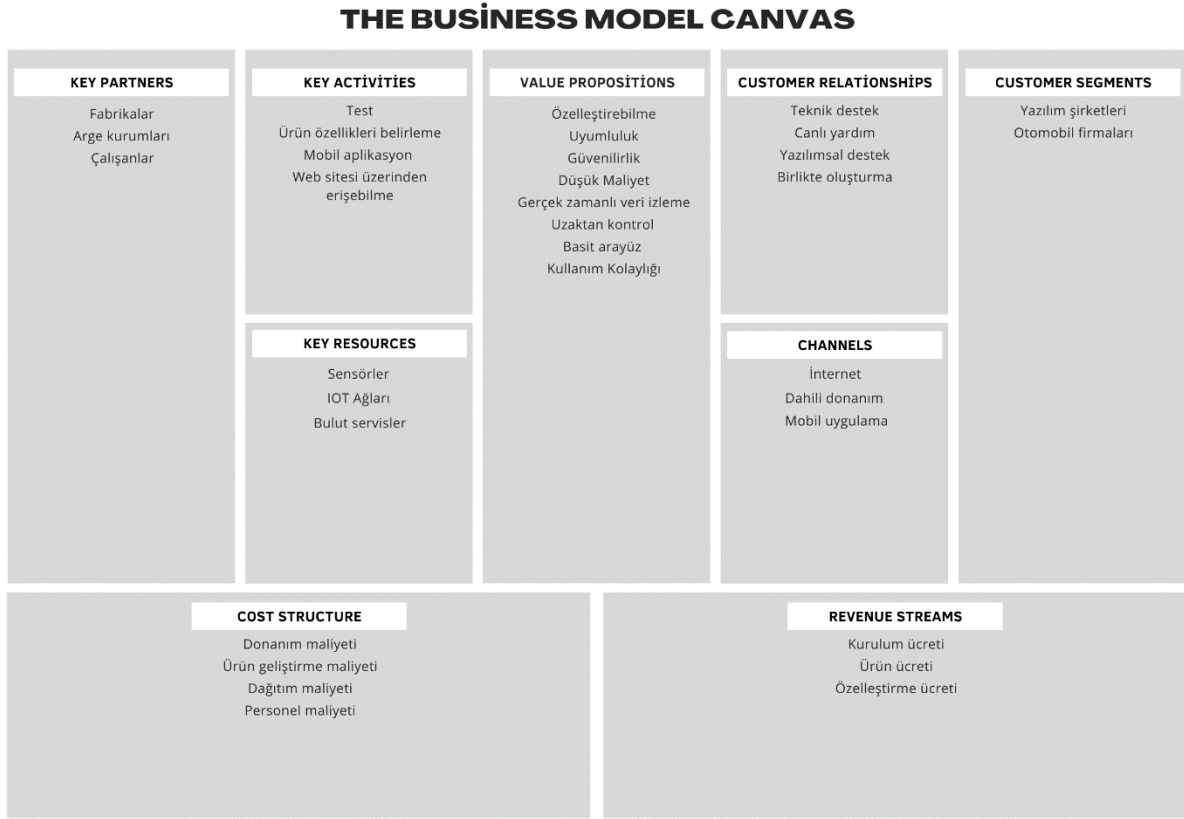 THE BUSİNESS MODEL CANVAS
KEY PARTNERS
Fabrikalar
Arge kurumları
Çalışanlar
KEY ACTİVİTİES
Test
Ürün özellikleri belirleme
Mobil aplikasyon
Web sitesi üzerinden
erişebilme
KEY RESOURCES
Sensörler
IOT Ağları
Bulut servisler
VALUE PROPOSİTİONS
Özelleştirebilme
Uyumluluk
Güvenilirlik
Düşük Maliyet
Gerçek zamanlı veri izleme
Uzaktan kontrol
Basit arayüz
Kullanım Kolaylığı
CUSTOMER RELATİONSHİPS
Teknik destek
Canlı yardım
Yazılımsal destek
Birlikte oluşturma
CHANNELS
İnternet
Dahili donanım
Mobil uygulama
CUSTOMER SEGMENTS
Yazılım şirketleri
Otomobil firmaları
COST STRUCTURE
Donanım maliyeti
Ürün geliştirme maliyeti
Dağıtım maliyeti
Personel maliyeti
REVENUE STREAMS
Kurulum ücreti
Ürün ücreti
Özelleştirme ücreti